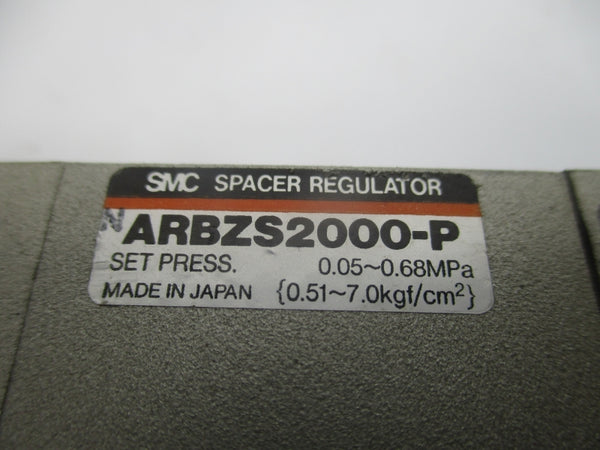 SMC SPACER REGULATOR
N ARBZS2000-P
SET PRESS. 0.05~0.68MPa
MADE IN JAPAN {0.51~7.0kgf/cm²}